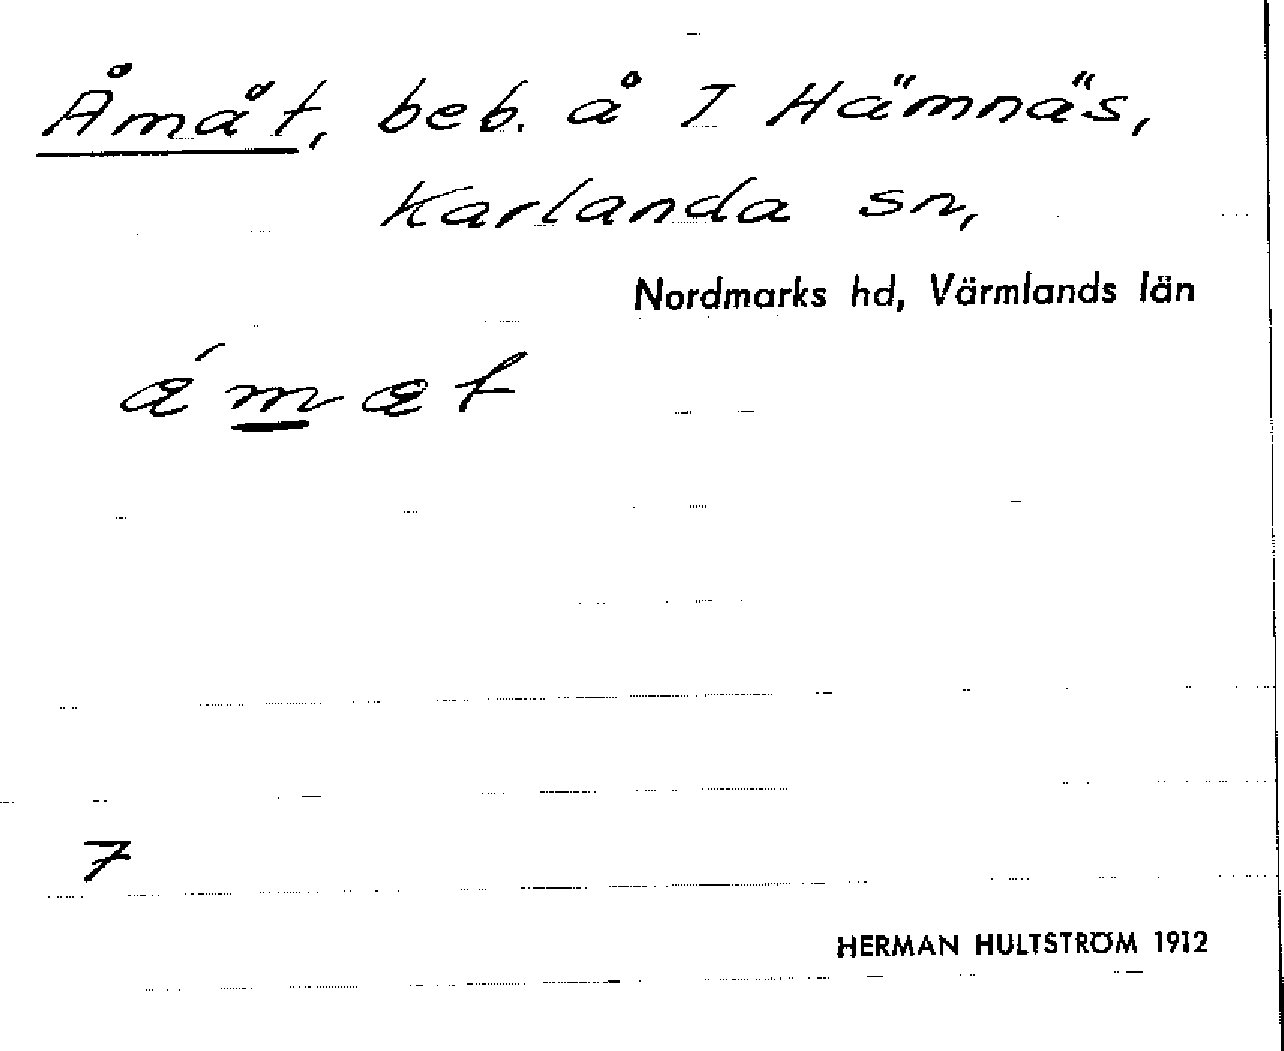 Åmåt, beb. å I Hämnäs,
Karlanda sn,
Nordmarks hd, Värmlands län
ámæt
7
HERMAN HULTSTRÖM 1912